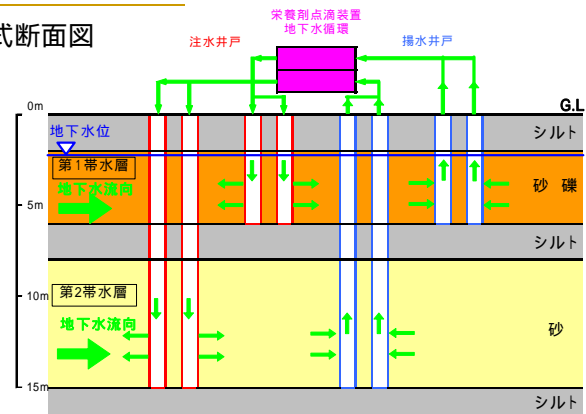 式断面図
栄養剤点滴装置
地下水循環
注水井戸
揚水井戸
0m
G.L
地下水位
シルト
第1帯水層
砂 礫
地下水流向
5m
シルト
10m
第2帯水層
地下水流向
砂
15m
シルト